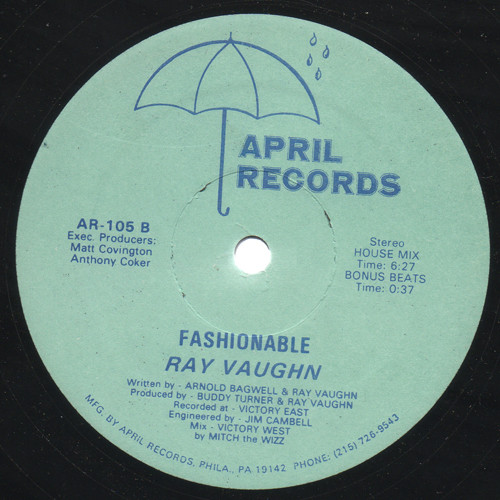 APRIL
RECORDS
AR-105 B
Exec. Producers:
Matt Covington
Anthony Coker
Stereo
HOUSE MIX
Time: 6:27
BONUS BEATS
Time: 0:37
FASHIONABLE
RAY VAUGHN
Written by - ARNOLD BAGWELL & RAY VAUGHN
Produced by - BUDDY TURNER & RAY VAUGHN
Recorded at - VICTORY EAST
Engineered by - JIM CAMBELL
Mix - VICTORY WEST
by MITCH the WIZZ
MFG. BY APRIL RECORDS, PHILA., PA 19142 PHONE: (215) 726-9543